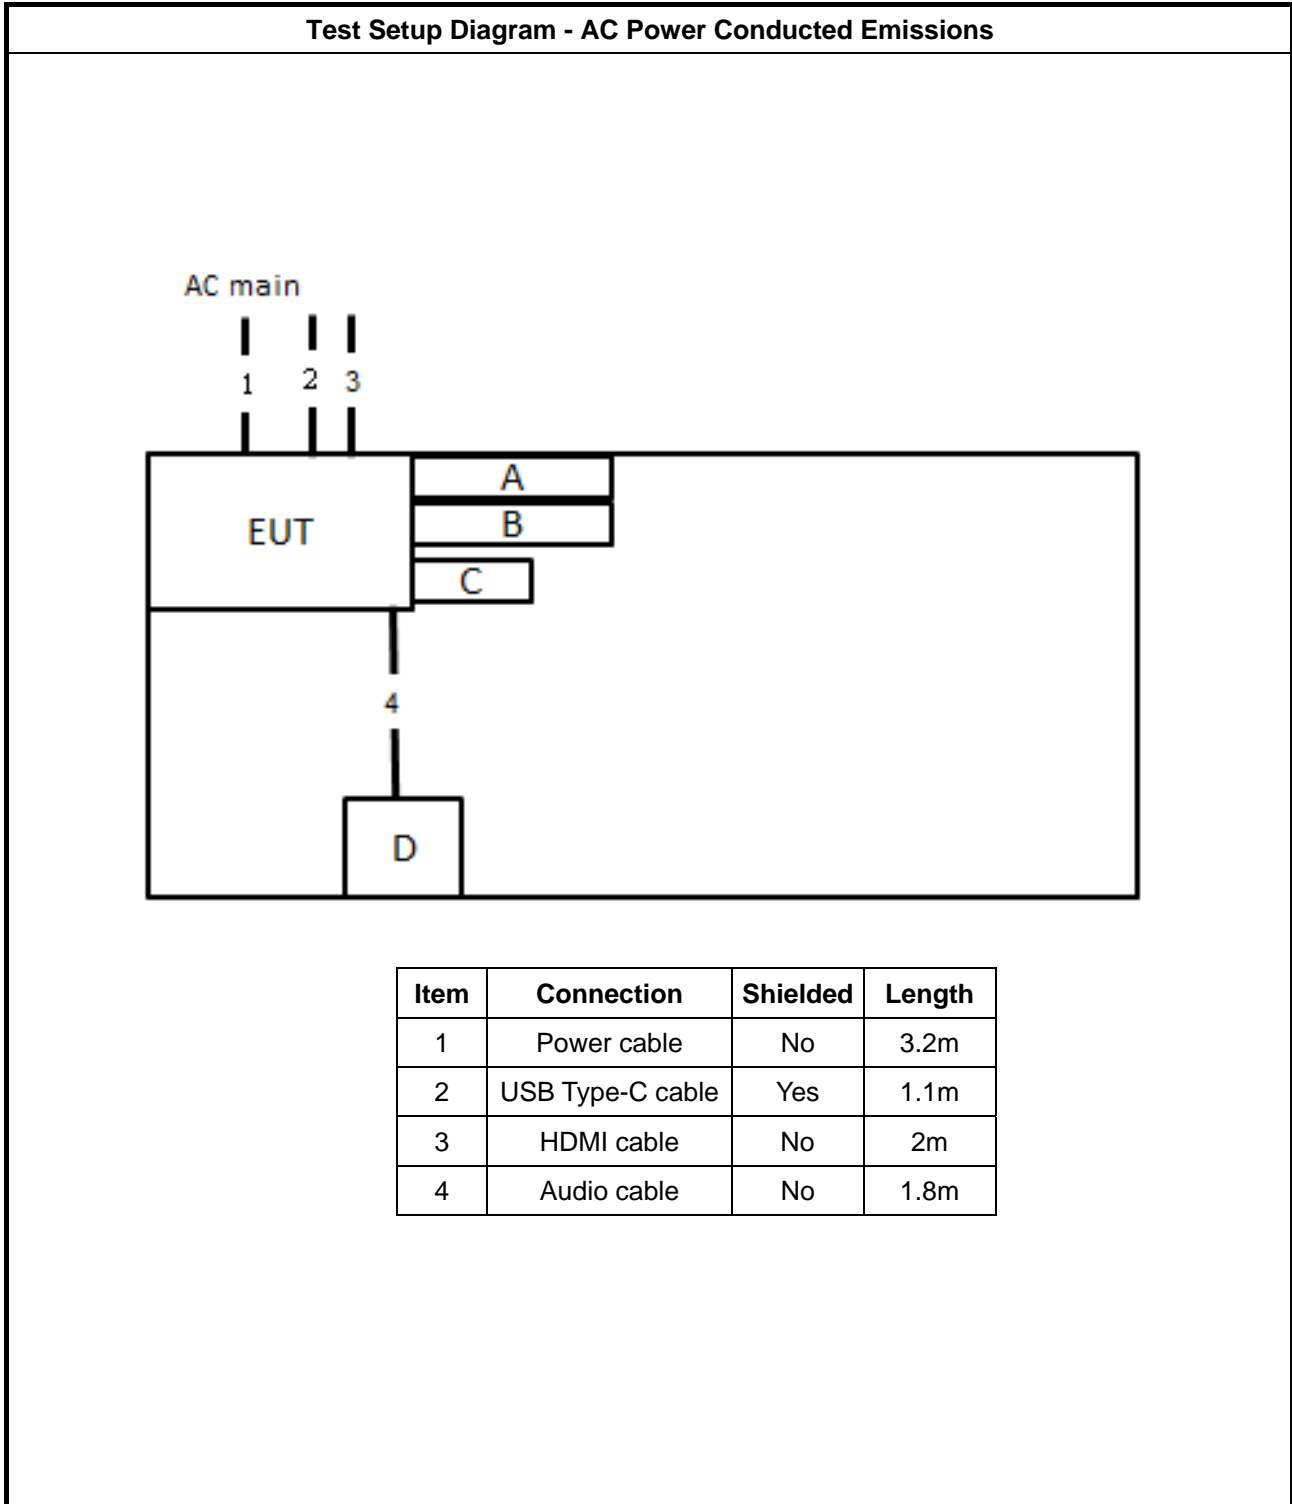 Test Setup Diagram - AC Power Conducted Emissions
AC main
1 2 3
A
EUT B
C
4
D
Item Connection Shielded Length
1 Power cable No 3.2m
2 USB Type-C cable Yes 1.1m
3 HDMI cable No 2m
4 Audio cable No 1.8m